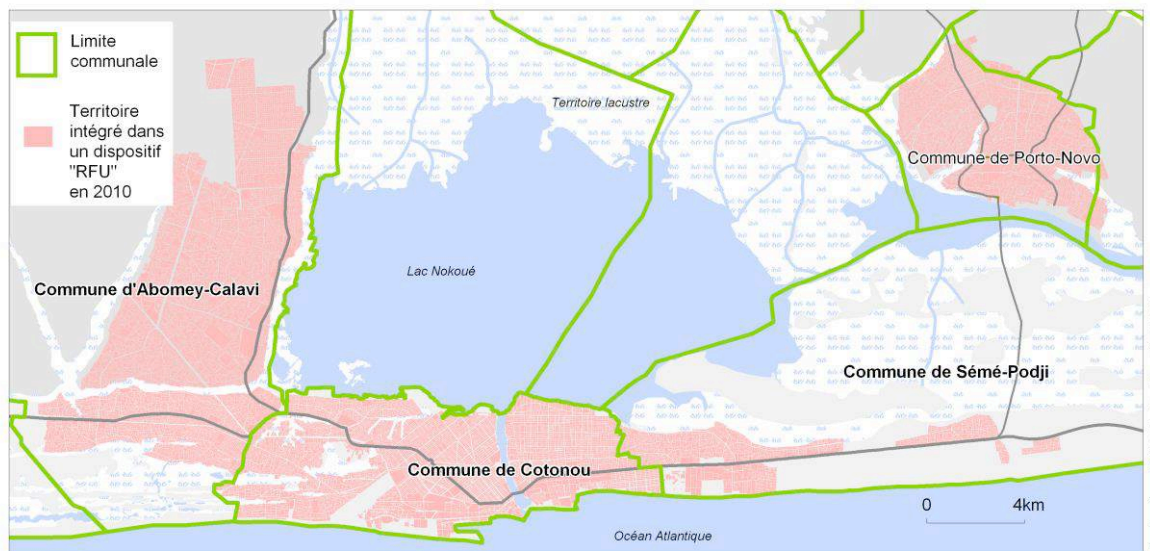 Limite
communale
Territoire
intégré dans
un dispositif
"RFU"
en 2010
Territoire lacustre
Commune de Porto-Novo
Lac Nokoué
Commune d'Abomey-Calavi
Commune de Sémé-Podji
Commune de Cotonou
0 4km
Océan Atlantique